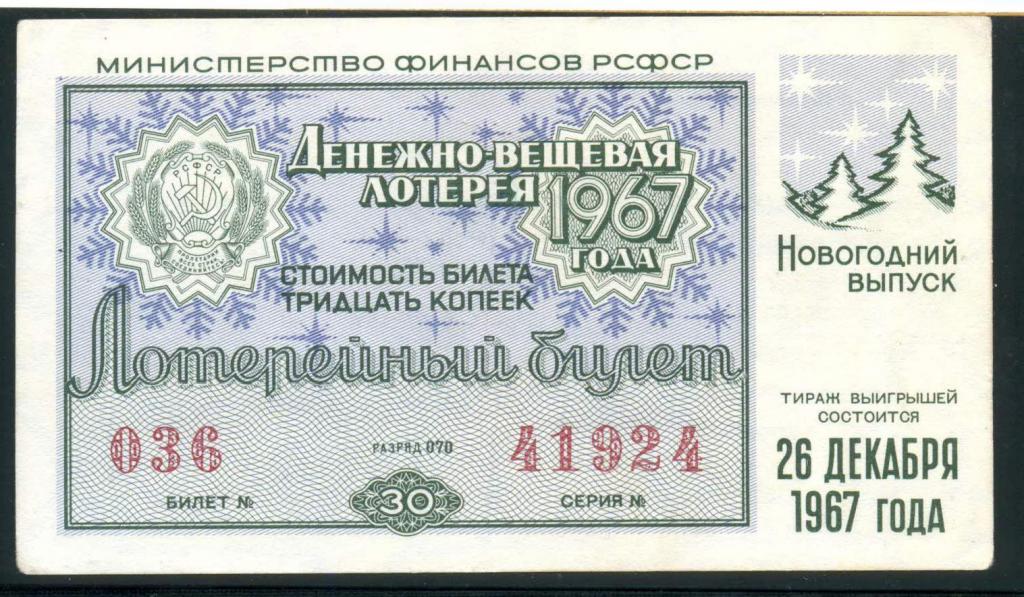 МИНИСТЕРСТВО ФИНАНСОВ РСФСР
РСФСР
ДЕНЕЖНО-ВЕЩЕВАЯ
ЛОТЕРЕЯ
1967
ГОДА
СТОИМОСТЬ БИЛЕТА
ТРИДЦАТЬ КОПЕЕК
Лотерейный билет
036
РАЗРЯД 070
41924
БИЛЕТ №
30
СЕРИЯ №
НОВОГОДНИЙ
ВЫПУСК
ТИРАЖ ВЫИГРЫШЕЙ
СОСТОИТСЯ
26 ДЕКАБРЯ
1967 ГОДА